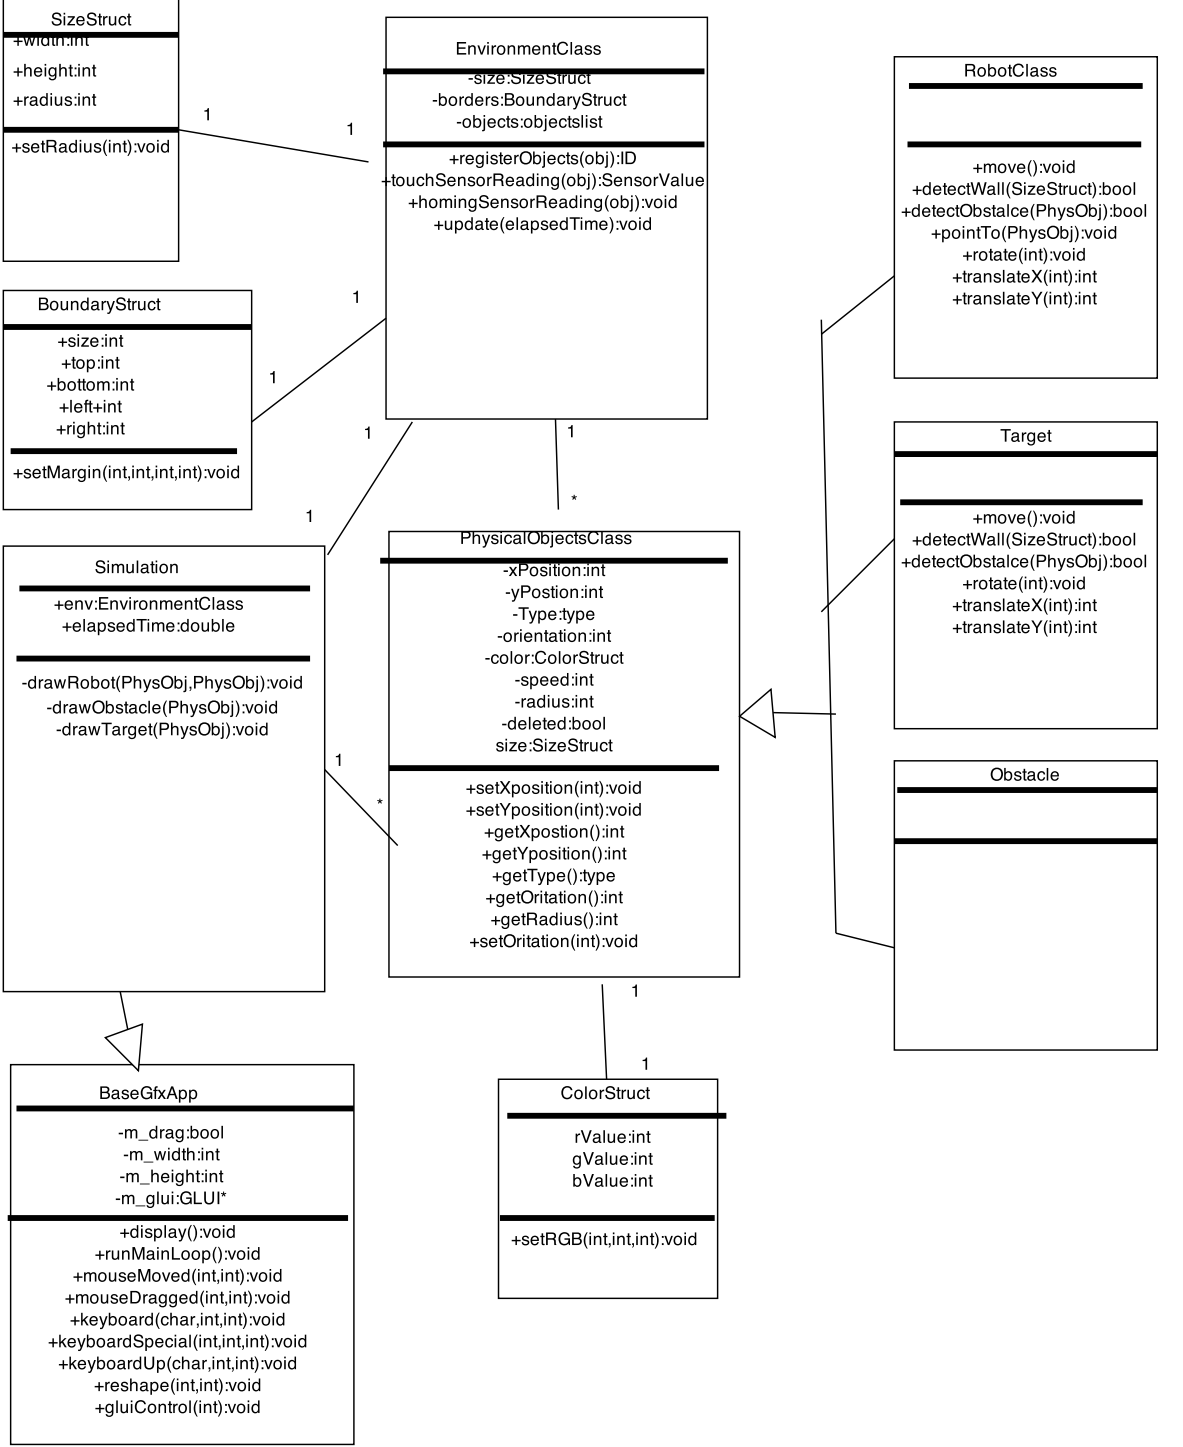 SizeStruct
+width:int
+height:int
+radius:int
+setRadius(int):void
1
1
EnvironmentClass
-size:SizeStruct
-borders:BoundaryStruct
-objects:objectslist
+registerObjects(obj):ID
+touchSensorReading(obj):SensorValue
+homingSensorReading(obj):void
+update(elapsedTime):void
RobotClass
+move():void
+detectWall(SizeStruct):bool
+detectObstalce(PhysObj):bool
+pointTo(PhysObj):void
+rotate(int):void
+translateX(int):int
+translateY(int):int
BoundaryStruct
+size:int
+top:int
+bottom:int
+left+int
+right:int
+setMargin(int,int,int,int):void
1
1
1
1
1
*
Target
+move():void
+detectWall(SizeStruct):bool
+detectObstalce(PhysObj):bool
+rotate(int):void
+translateX(int):int
+translateY(int):int
Simulation
+env:EnvironmentClass
+elapsedTime:double
-drawRobot(PhysObj,PhysObj):void
-drawObstacle(PhysObj):void
-drawTarget(PhysObj):void
1
*
PhysicalObjectsClass
-xPosition:int
-yPostion:int
-Type:type
-orientation:int
-color:ColorStruct
-speed:int
-radius:int
-deleted:bool
size:SizeStruct
+setXposition(int):void
+setYposition(int):void
+getXpostion():int
+getYposition():int
+getType():type
+getOritation():int
+getRadius():int
+setOritation(int):void
Obstacle
1
1
BaseGfxApp
-m_drag:bool
-m_width:int
-m_height:int
-m_glui:GLUI*
+display():void
+runMainLoop():void
+mouseMoved(int,int):void
+mouseDragged(int,int):void
+keyboard(char,int,int):void
+keyboardSpecial(int,int,int):void
+keyboardUp(char,int,int):void
+reshape(int,int):void
+gluiControl(int):void
ColorStruct
rValue:int
gValue:int
bValue:int
+setRGB(int,int,int):void